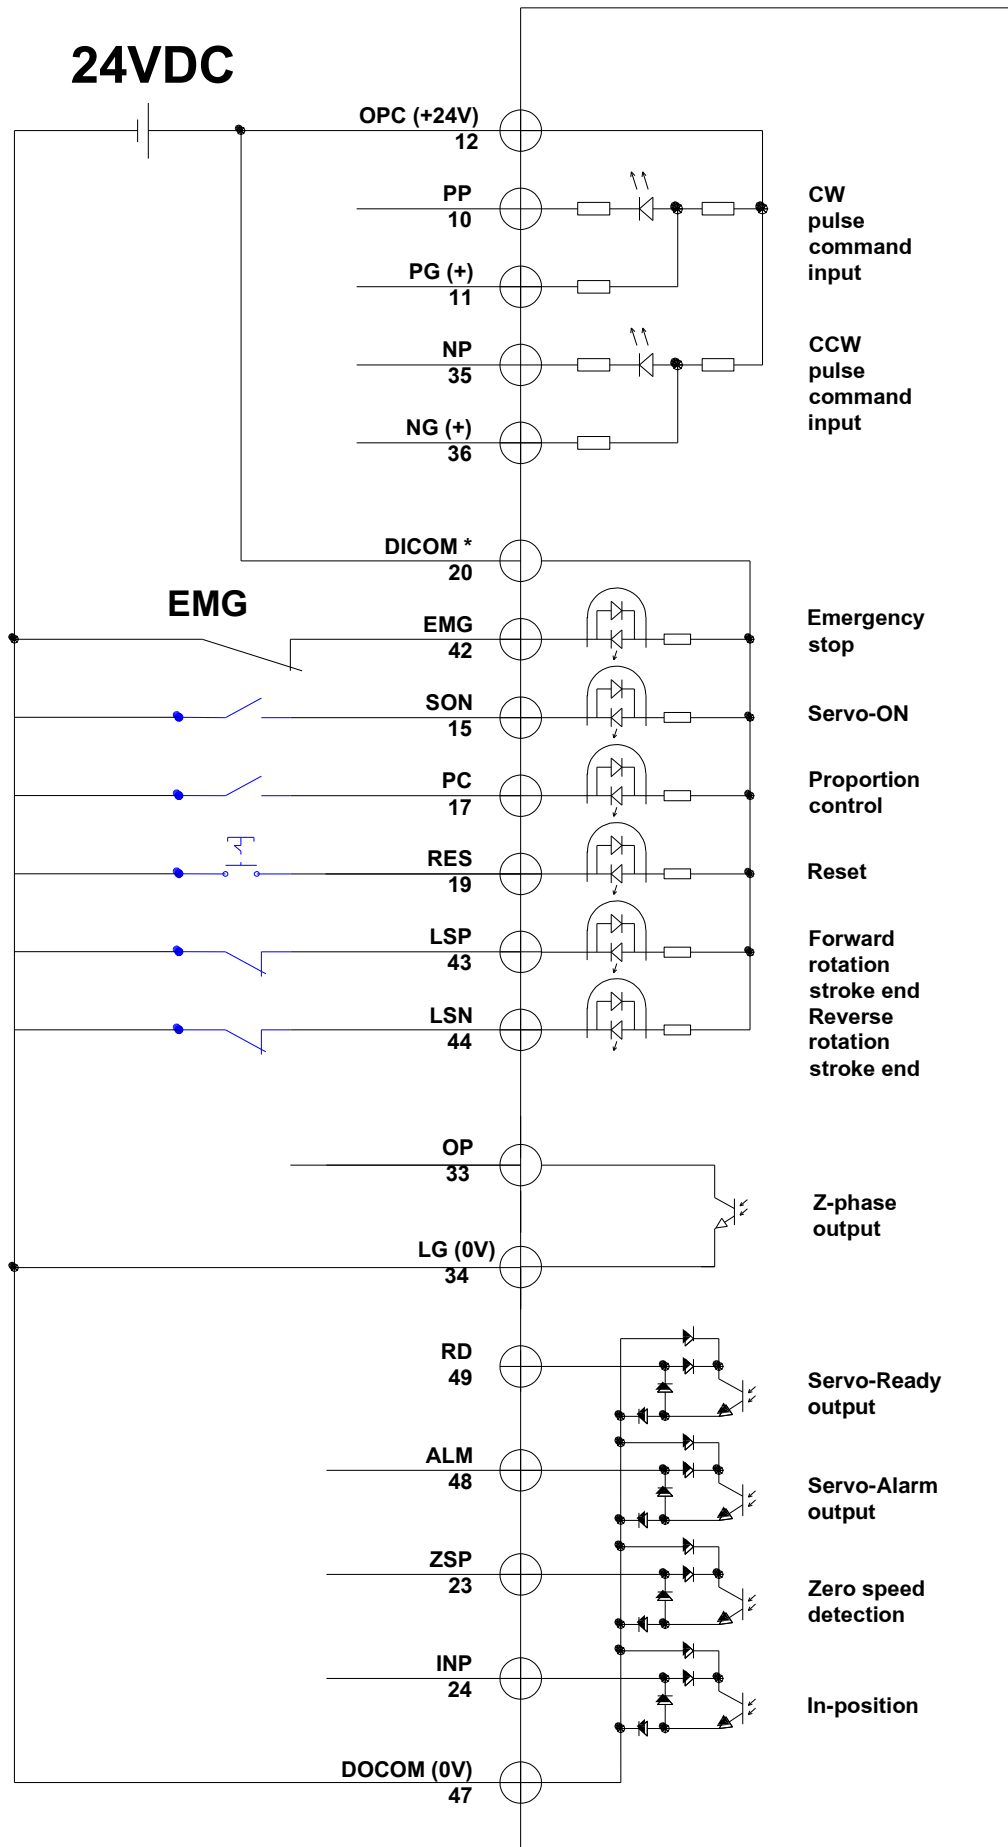 24VDC
OPC (+24V)
12
PP
10
CW
pulse
command
input
PG (+)
11
NP
35
CCW
pulse
command
input
NG (+)
36
DICOM *
20
EMG
EMG
42
Emergency
stop
SON
15
Servo-ON
PC
17
Proportion
control
RES
19
Reset
LSP
43
Forward
rotation
stroke end
LSN
44
Reverse
rotation
stroke end
OP
33
Z-phase
output
LG (0V)
34
RD
49
Servo-Ready
output
ALM
48
Servo-Alarm
output
ZSP
23
Zero speed
detection
INP
24
In-position
DOCOM (0V)
47